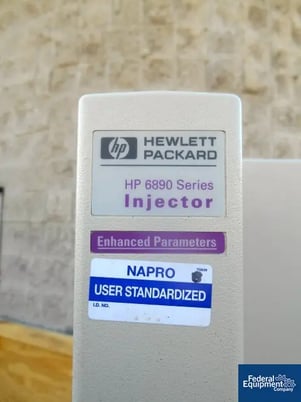 hp HEWLETT
PACKARD
HP 6890 Series
Injector
Enhanced Parameters
NAPRO
USER STANDARDIZED
I.D. NO.
Federal
Equipment
Company